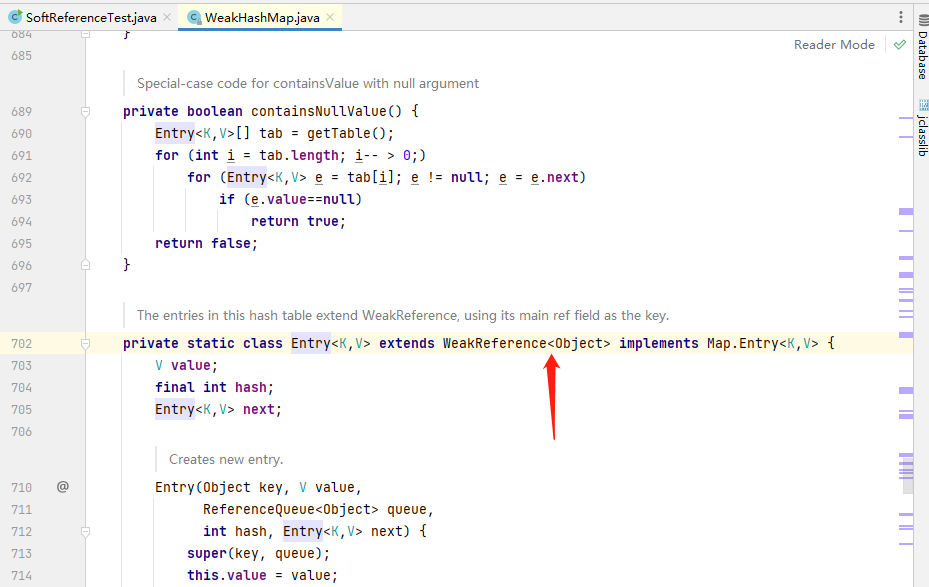 SoftReferenceTest.java
WeakHashMap.java
Reader Mode
Database
jclasslib
684 }
685
Special-case code for containsValue with null argument
689 private boolean containsNullValue() {
690 Entry<K,V>[] tab = getTable();
691 for (int i = tab.length; i-- > 0;)
692 for (Entry<K,V> e = tab[i]; e != null; e = e.next)
693 if (e.value==null)
694 return true;
695 return false;
696 }
697
The entries in this hash table extend WeakReference, using its main ref field as the key.
702 private static class Entry<K,V> extends WeakReference<Object> implements Map.Entry<K,V> {
703 V value;
704 final int hash;
705 Entry<K,V> next;
706
Creates new entry.
710 @ Entry(Object key, V value,
711 ReferenceQueue<Object> queue,
712 int hash, Entry<K,V> next) {
713 super(key, queue);
714 this.value = value;